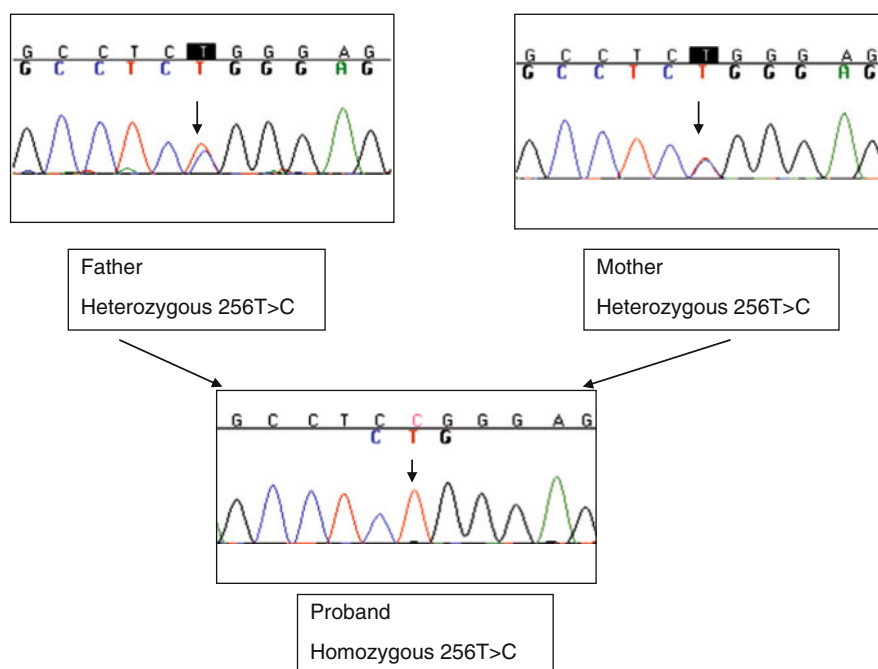 G C C T C T G G G A G
G C C T C T G G G A G
G C C T C T G G G A G
G C C T C T G G G A G
Father
Heterozygous 256T>C
Mother
Heterozygous 256T>C
G C C T C C G G G A G
C T G
Proband
Homozygous 256T>C